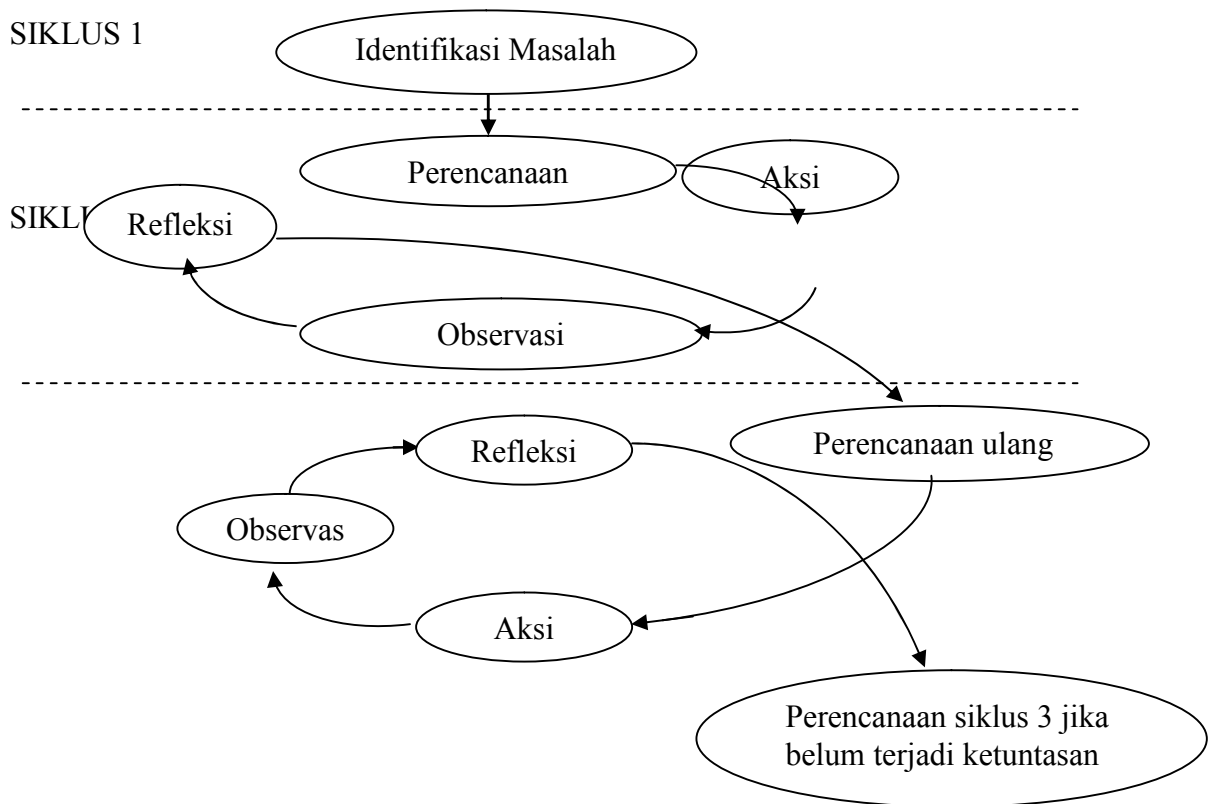 SIKLUS 1
Identifikasi Masalah
Perencanaan
Aksi
Refleksi
Observasi
Perencanaan ulang
Refleksi
Observas
Aksi
Perencanaan siklus 3 jika
belum terjadi ketuntasan